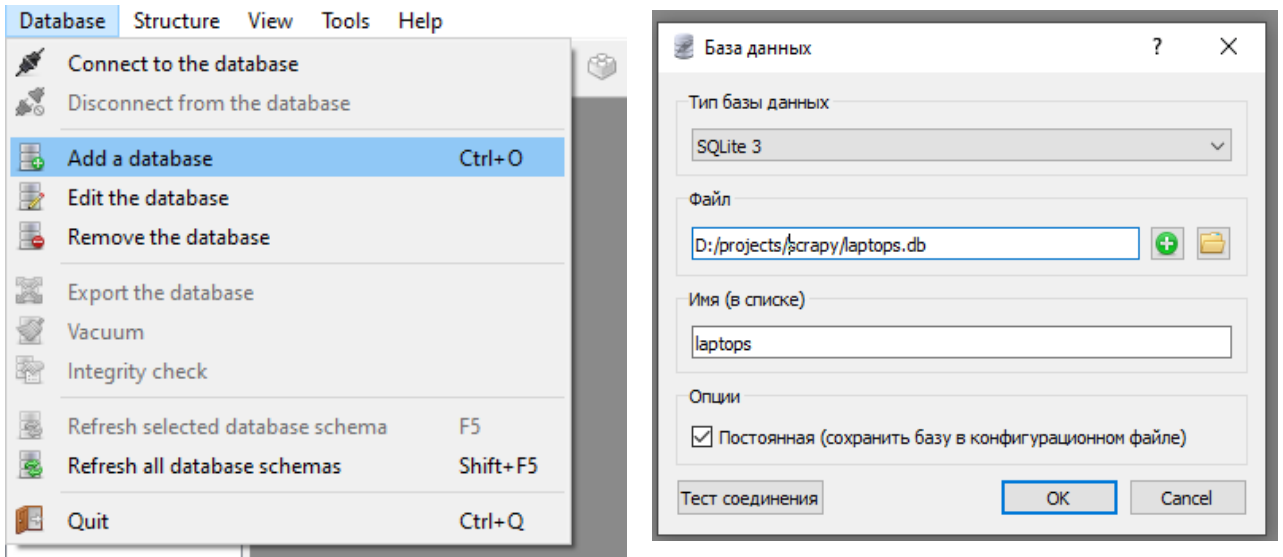 Database Structure View Tools Help
Connect to the database
Disconnect from the database
Add a database Ctrl+O
Edit the database
Remove the database
Export the database
Vacuum
Integrity check
Refresh selected database schema F5
Refresh all database schemas Shift+F5
Quit Ctrl+Q
База данных ? ×
Тип базы данных
SQLite 3
Файл
D:/projects/scrapy/laptops.db
Имя (в списке)
laptops
Опции
Постоянная (сохранить базу в конфигурационном файле)
Тест соединения OK Cancel